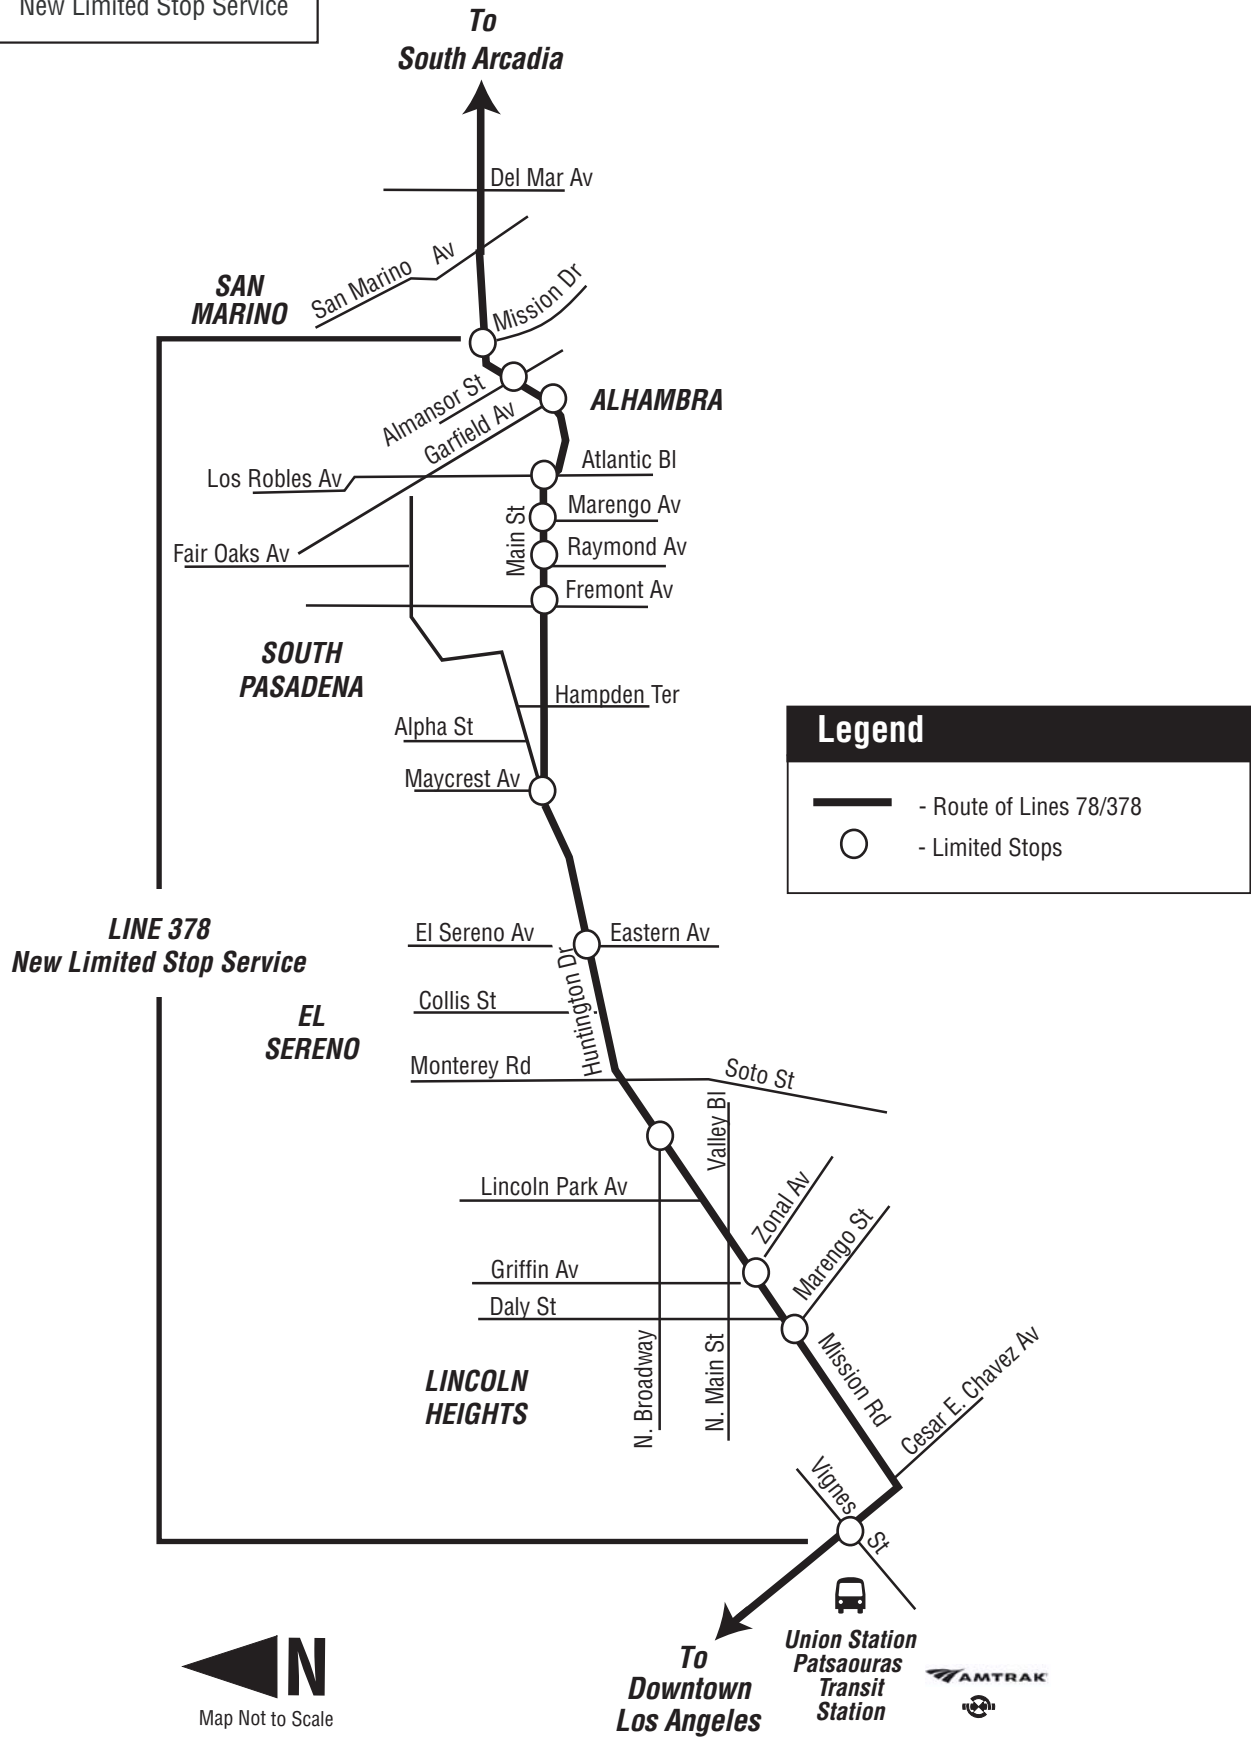 New Limited Stop Service
To
South Arcadia
Del Mar Av
San Marino Av
SAN
MARINO
Mission Dr
Almansor St
Garfield Av
ALHAMBRA
Los Robles Av
Atlantic Bl
Marengo Av
Main St
Fair Oaks Av
Raymond Av
Fremont Av
SOUTH
PASADENA
Hampden Ter
Alpha St
Maycrest Av
Legend
- Route of Lines 78/378
- Limited Stops
LINE 378
New Limited Stop Service
El Sereno Av
Eastern Av
Huntington Dr
Collis St
EL
SERENO
Monterey Rd
Soto St
Valley Bl
Lincoln Park Av
Zonal Av
Griffin Av
Marengo St
Daly St
LINCOLN
HEIGHTS
N. Broadway
N. Main St
Mission Rd
Cesar E. Chavez Av
Vignes St
N
Map Not to Scale
To
Downtown
Los Angeles
Union Station
Patsaouras
Transit
Station
AMTRAK